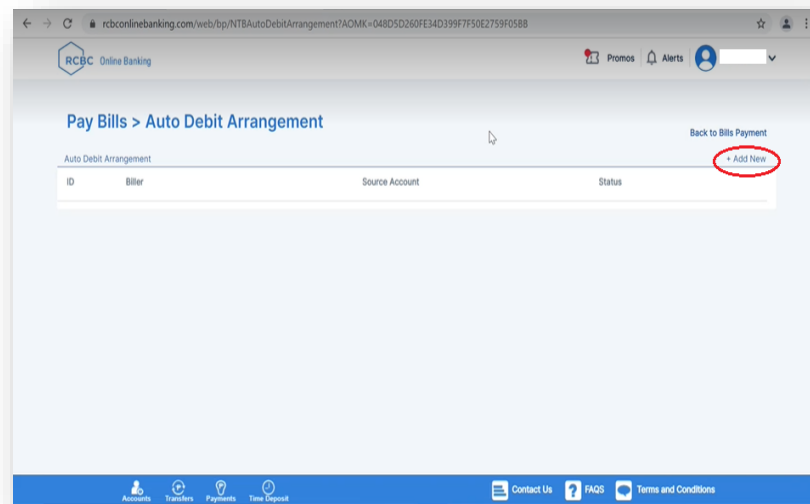 rcbconlinebanking.com/web/bp/NTBAutoDebitArrangement?AOMK=048D5D260FE34D399F7F50E2759F05BB
RCBC Online Banking
Promos
Alerts
Pay Bills > Auto Debit Arrangement
Back to Bills Payment
Auto Debit Arrangement
+ Add New
ID Biller Source Account Status
Accounts Transfers Payments Time Deposit Contact Us FAQS Terms and Conditions